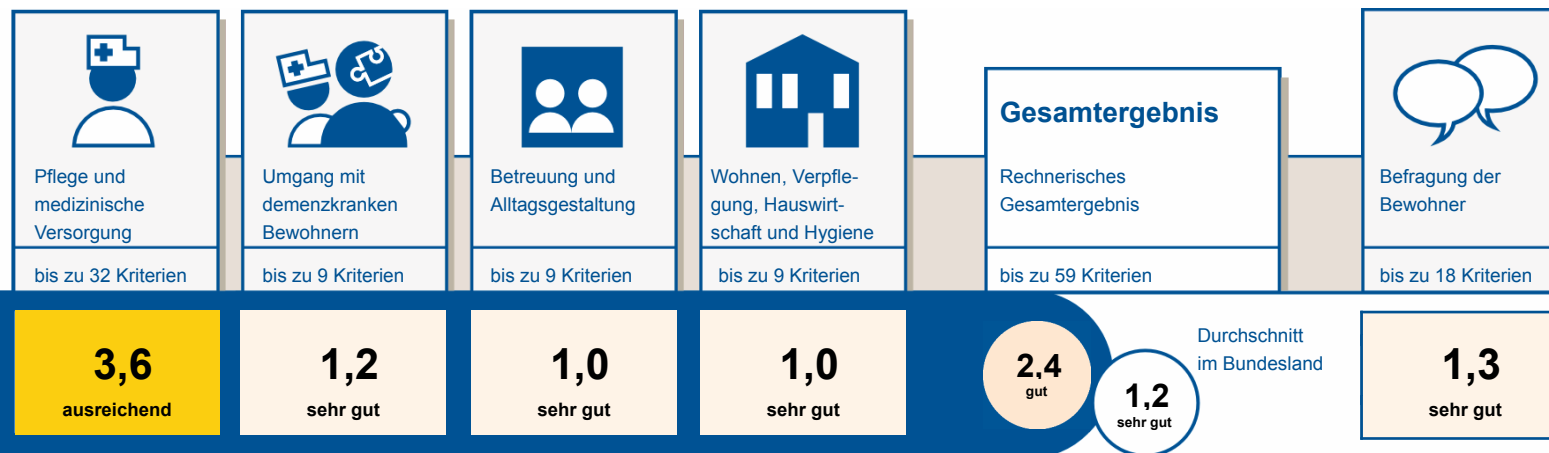 Pflege und
medizinische
Versorgung
bis zu 32 Kriterien
3,6
ausreichend
Umgang mit
demenzkranken
Bewohnern
bis zu 9 Kriterien
1,2
sehr gut
Betreuung und
Alltagsgestaltung
bis zu 9 Kriterien
1,0
sehr gut
Wohnen, Verpfle-
gung, Hauswirt-
schaft und Hygiene
bis zu 9 Kriterien
1,0
sehr gut
Gesamtergebnis
Rechnerisches
Gesamtergebnis
bis zu 59 Kriterien
2,4
gut
1,2
sehr gut
Durchschnitt
im Bundesland
Befragung der
Bewohner
bis zu 18 Kriterien
1,3
sehr gut